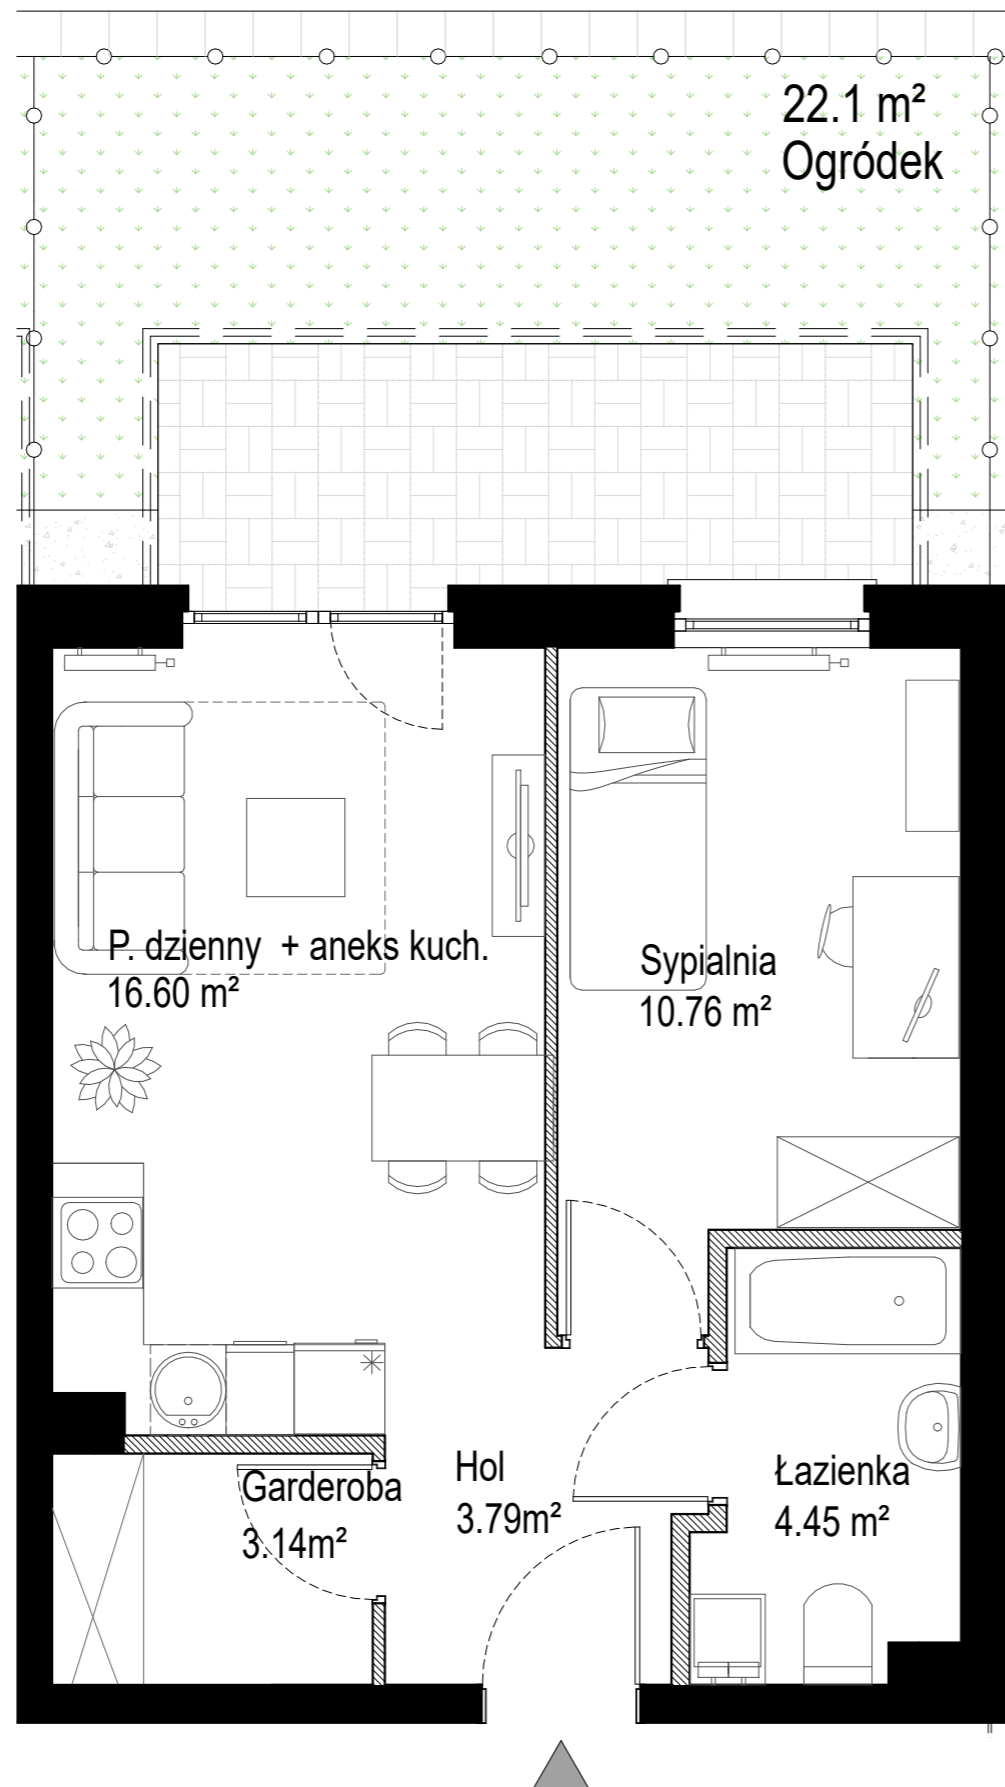 22.1 m²
Ogródek
P. dzienny + aneks kuch.
16.60 m²
Sypialnia
10.76 m²
Garderoba
3.14m²
Hol
3.79m²
Łazienka
4.45 m²